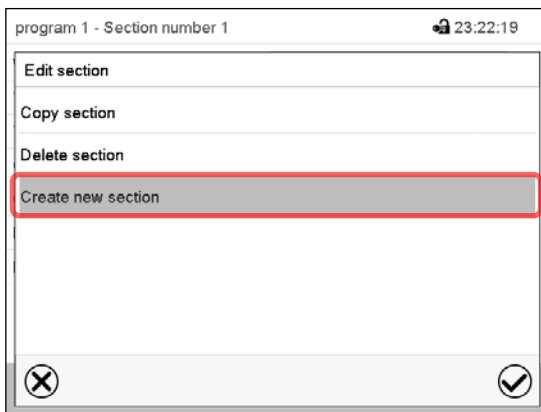 program 1 - Section number 1 23:22:19
Edit section
Copy section
Delete section
Create new section